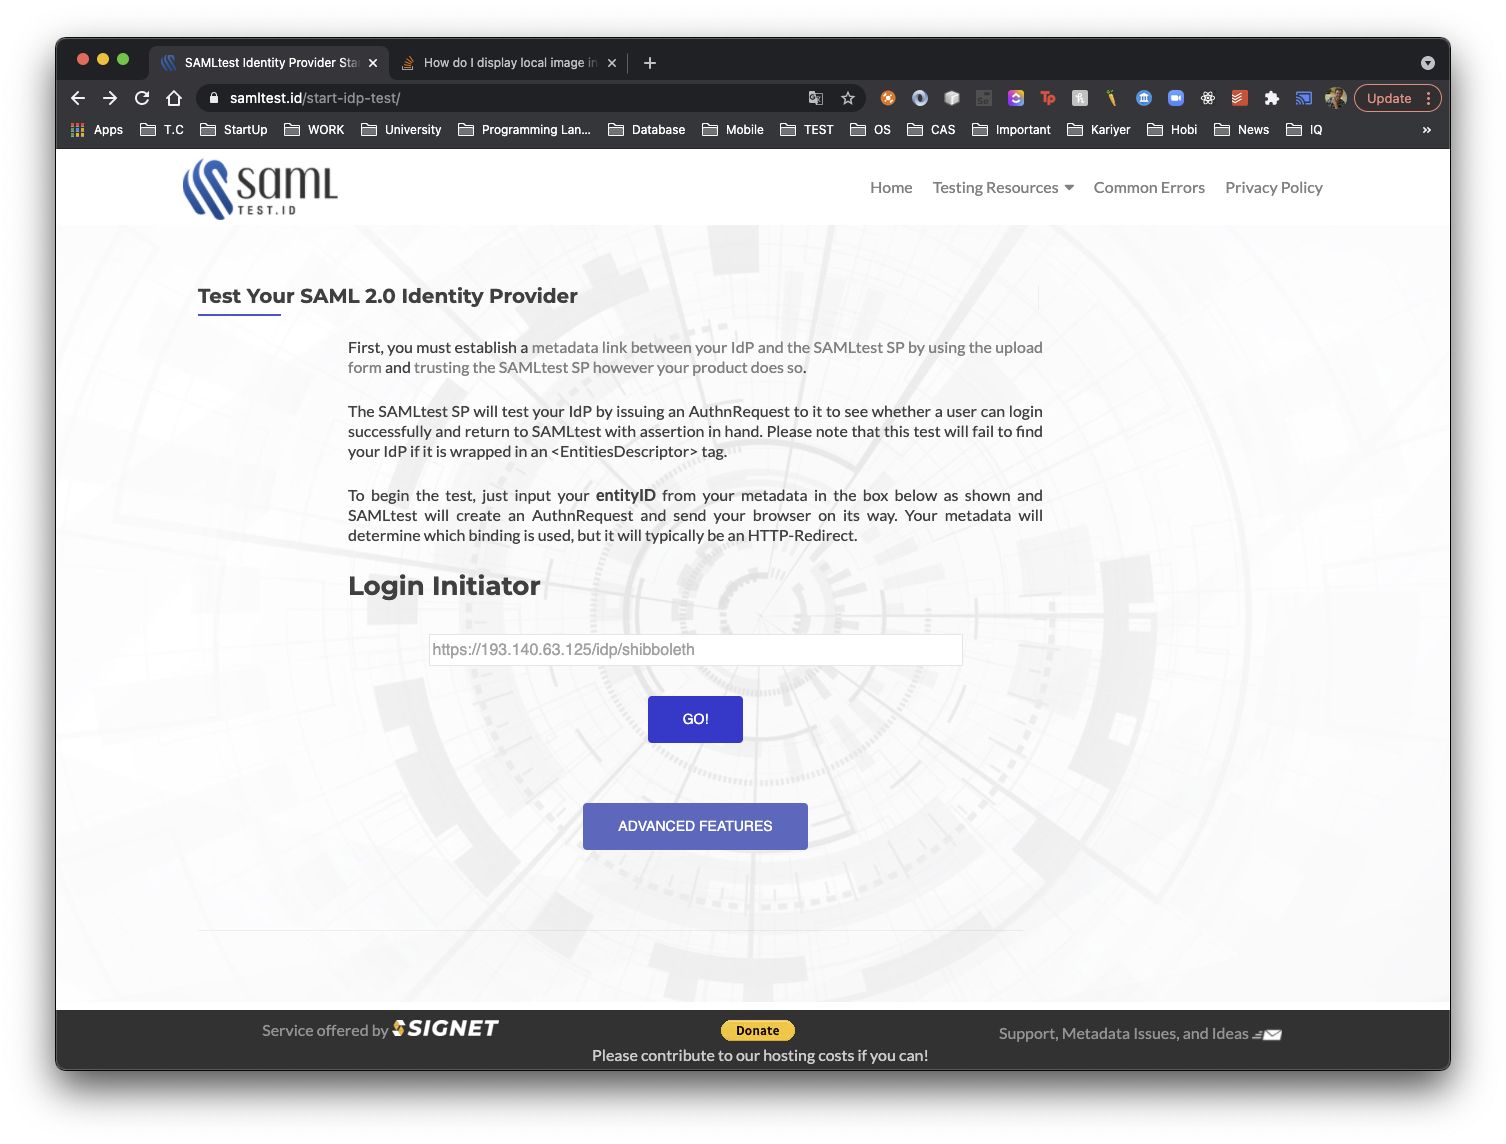 SAMLtest Identity Provider Sta
How do I display local image in
samltest.id/start-idp-test/
Update
Apps
T.C
StartUp
WORK
University
Programming Lan...
Database
Mobile
TEST
OS
CAS
Important
Kariyer
Hobi
News
IQ
»
saml
TEST.ID
Home
Testing Resources
Common Errors
Privacy Policy
Test Your SAML 2.0 Identity Provider
First, you must establish a metadata link between your IdP and the SAMLtest SP by using the upload
form and trusting the SAMLtest SP however your product does so.
The SAMLtest SP will test your IdP by issuing an AuthnRequest to it to see whether a user can login
successfully and return to SAMLtest with assertion in hand. Please note that this test will fail to find
your IdP if it is wrapped in an <EntitiesDescriptor> tag.
To begin the test, just input your entityID from your metadata in the box below as shown and
SAMLtest will create an AuthnRequest and send your browser on its way. Your metadata will
determine which binding is used, but it will typically be an HTTP-Redirect.
Login Initiator
https://193.140.63.125/idp/shibboleth
GO!
ADVANCED FEATURES
Service offered by SIGNET
Donate
Please contribute to our hosting costs if you can!
Support, Metadata Issues, and Ideas